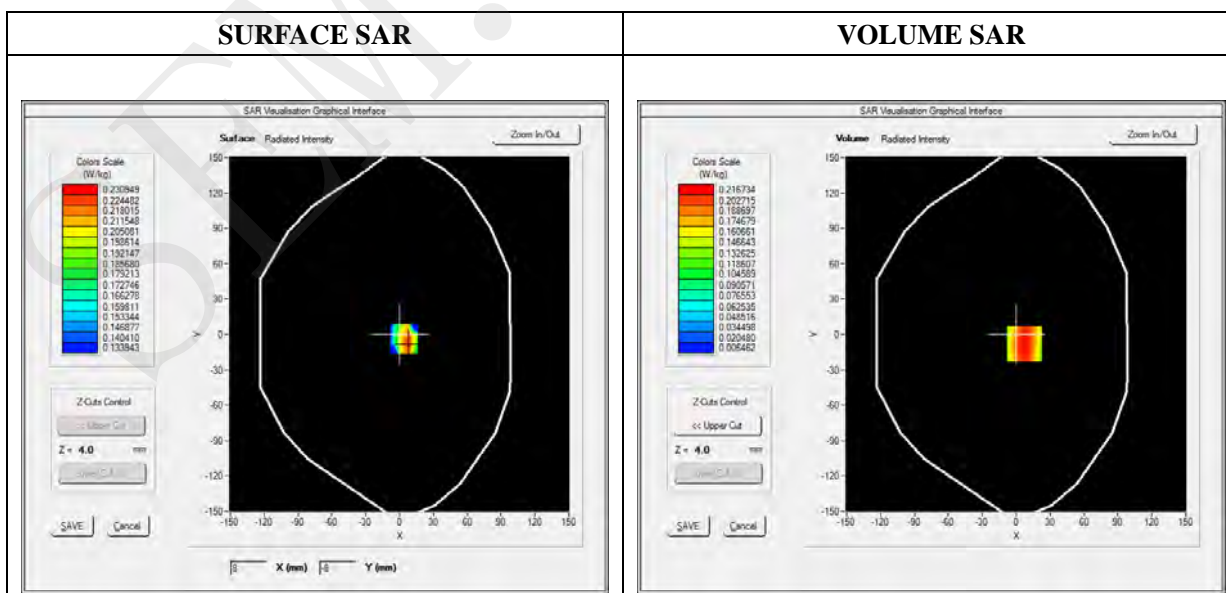 SURFACE SAR
VOLUME SAR
SAR Visualisation Graphical Interface
Surface Radiated Intensity
Zoom In/Out
Colors Scale
(W/kg)
0.230949
0.224482
0.218015
0.211548
0.205081
0.198614
0.192147
0.185680
0.179213
0.172746
0.166278
0.159811
0.153344
0.146877
0.140410
0.133943
150
120
90
60
30
0
-30
-60
-90
-120
-150
Y
-150 -120 -90 -60 -30 0 30 60 90 120 150
X
Z-Cuts Control
<< Upper Cut
Z = 4.0 mm
SAVE Cancel
8 X (mm) -8 Y (mm)
SAR Visualisation Graphical Interface
Volume Radiated Intensity
Zoom In/Out
Colors Scale
(W/kg)
0.216734
0.202715
0.188697
0.174679
0.160661
0.146643
0.132625
0.118607
0.104589
0.090571
0.076553
0.062535
0.048516
0.034498
0.020480
0.006462
150
120
90
60
30
0
-30
-60
-90
-120
-150
Y
-150 -120 -90 -60 -30 0 30 60 90 120 150
X
Z-Cuts Control
<< Upper Cut
Z = 4.0 mm
SAVE Cancel
SEM.